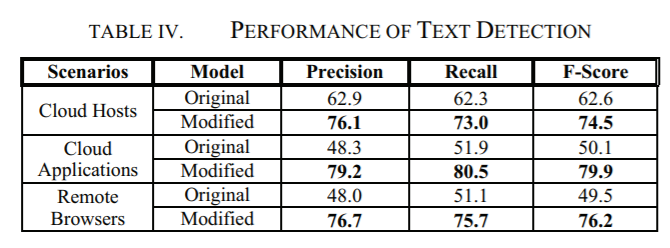 TABLE IV. PERFORMANCE OF TEXT DETECTION
Scenarios Model Precision Recall F-Score
Cloud Hosts Original 62.9 62.3 62.6
Modified 76.1 73.0 74.5
Cloud Applications Original 48.3 51.9 50.1
Modified 79.2 80.5 79.9
Remote Browsers Original 48.0 51.1 49.5
Modified 76.7 75.7 76.2